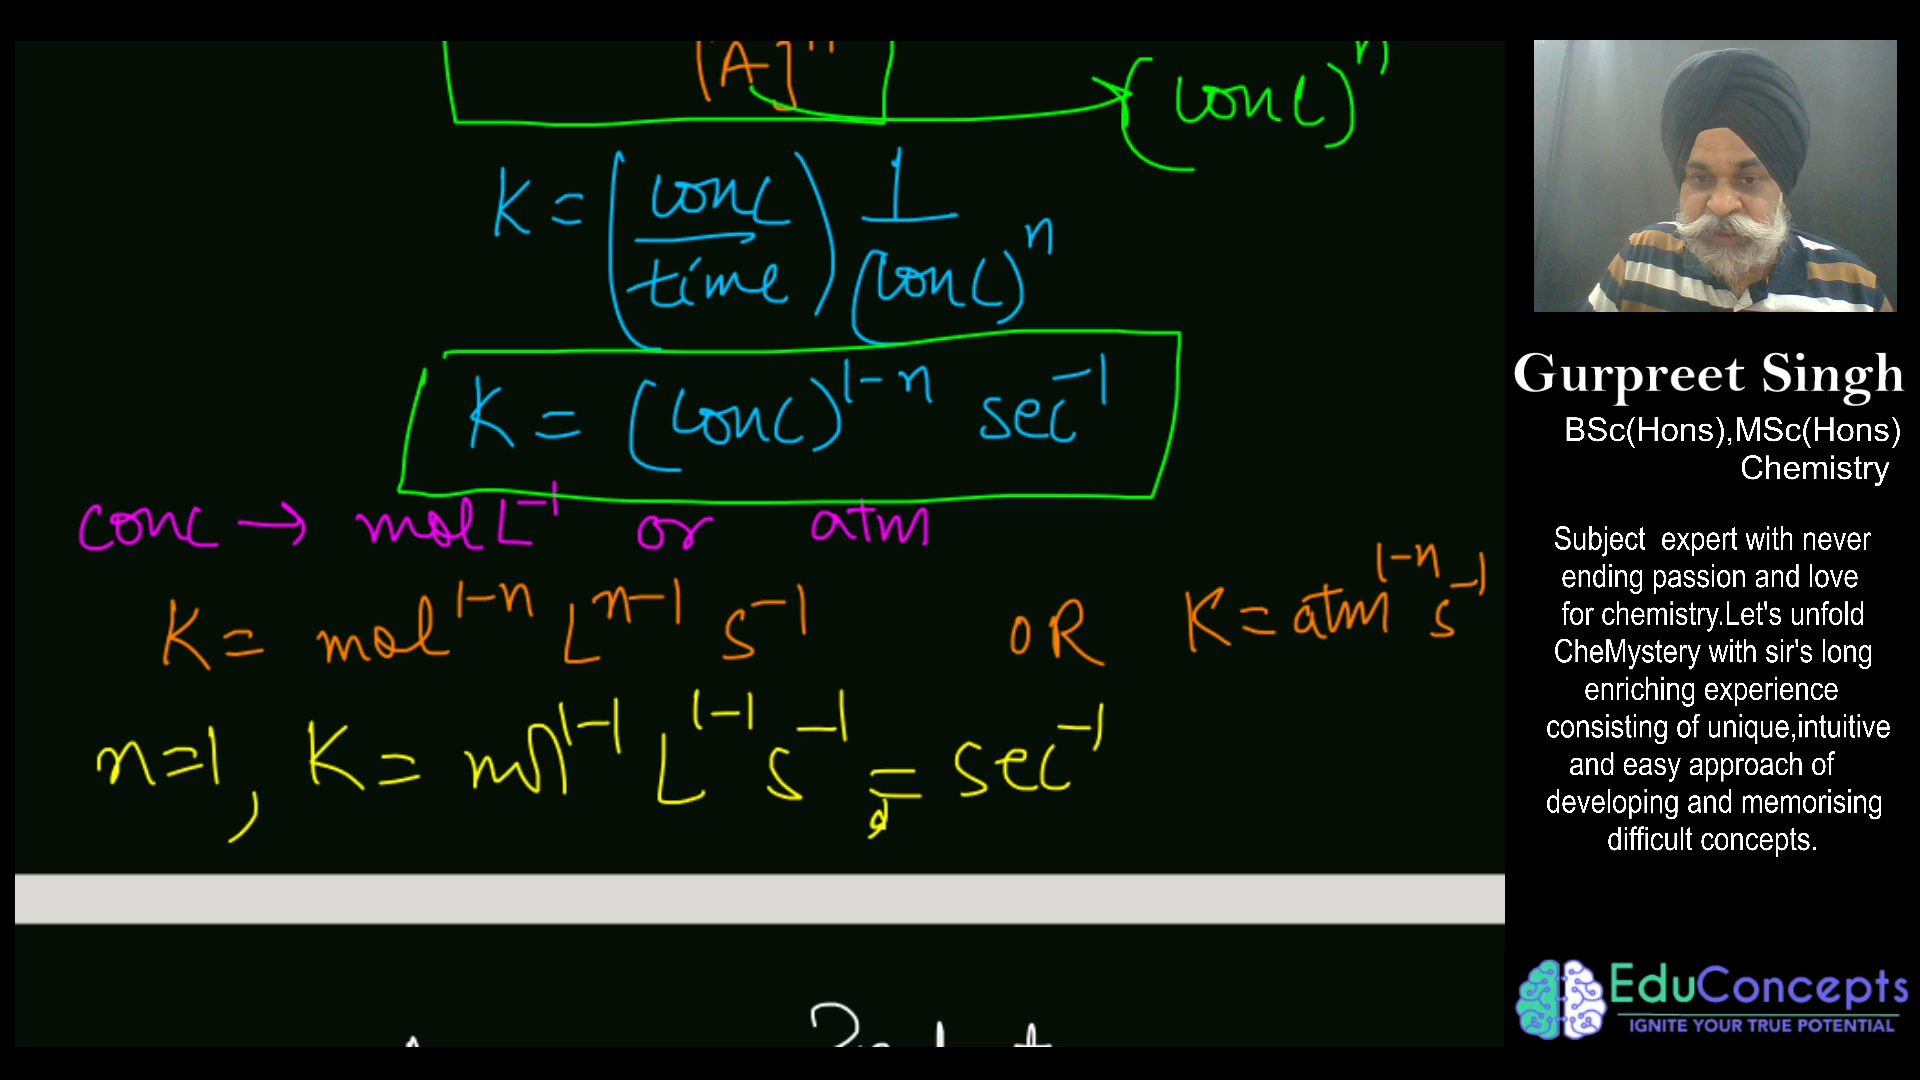 [A]ⁿ
(conc)ⁿ
K = (conc/time) 1/(conc)ⁿ
K = (conc)¹⁻ⁿ sec⁻¹
conc → mol L⁻¹ or atm
K = mol¹⁻ⁿ Lⁿ⁻¹ s⁻¹ OR K = atm¹⁻ⁿ s⁻¹
n=1, K = mol¹⁻¹ L¹⁻¹ s⁻¹ = sec⁻¹
Gurpreet Singh
BSc(Hons),MSc(Hons)
Chemistry
Subject expert with never
ending passion and love
for chemistry.Let's unfold
CheMystery with sir's long
enriching experience
consisting of unique,intuitive
and easy approach of
developing and memorising
difficult concepts.
EduConcepts
IGNITE YOUR TRUE POTENTIAL